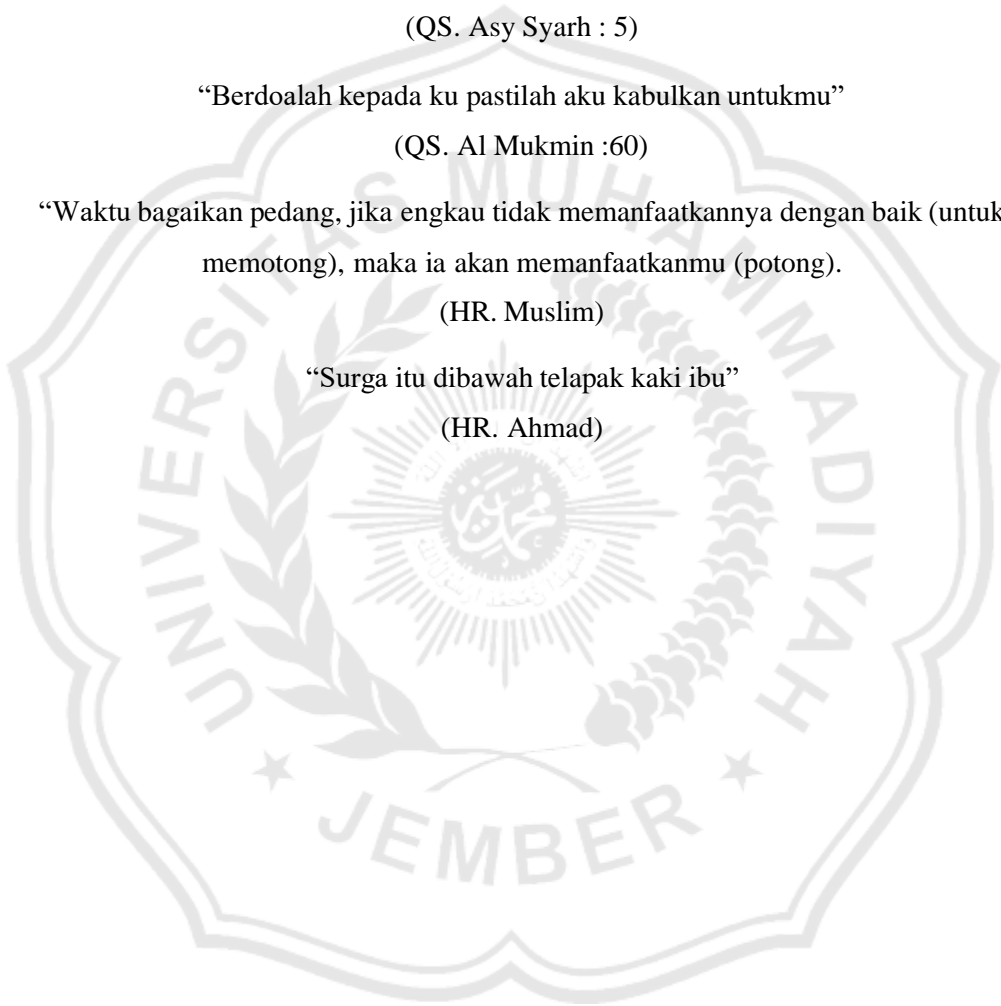 (QS. Asy Syarh : 5)
“Berdoalah kepada ku pastilah aku kabulkan untukmu”
(QS. Al Mukmin :60)
“Waktu bagaikan pedang, jika engkau tidak memanfaatkannya dengan baik (untuk
memotong), maka ia akan memanfaatkanmu (potong).
(HR. Muslim)
“Surga itu dibawah telapak kaki ibu”
(HR. Ahmad)
UNIVERSITAS MUHAMMADIYAH
JEMBER